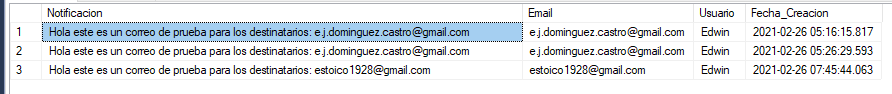 Notificacion Email Usuario Fecha_Creacion
1 Hola este es un correo de prueba para los destinatarios: e.j.dominguez.castro@gmail.com e.j.dominguez.castro@gmail.com Edwin 2021-02-26 05:16:15.817
2 Hola este es un correo de prueba para los destinatarios: e.j.dominguez.castro@gmail.com e.j.dominguez.castro@gmail.com Edwin 2021-02-26 05:26:29.593
3 Hola este es un correo de prueba para los destinatarios: estoico1928@gmail.com estoico1928@gmail.com Edwin 2021-02-26 07:45:44.063